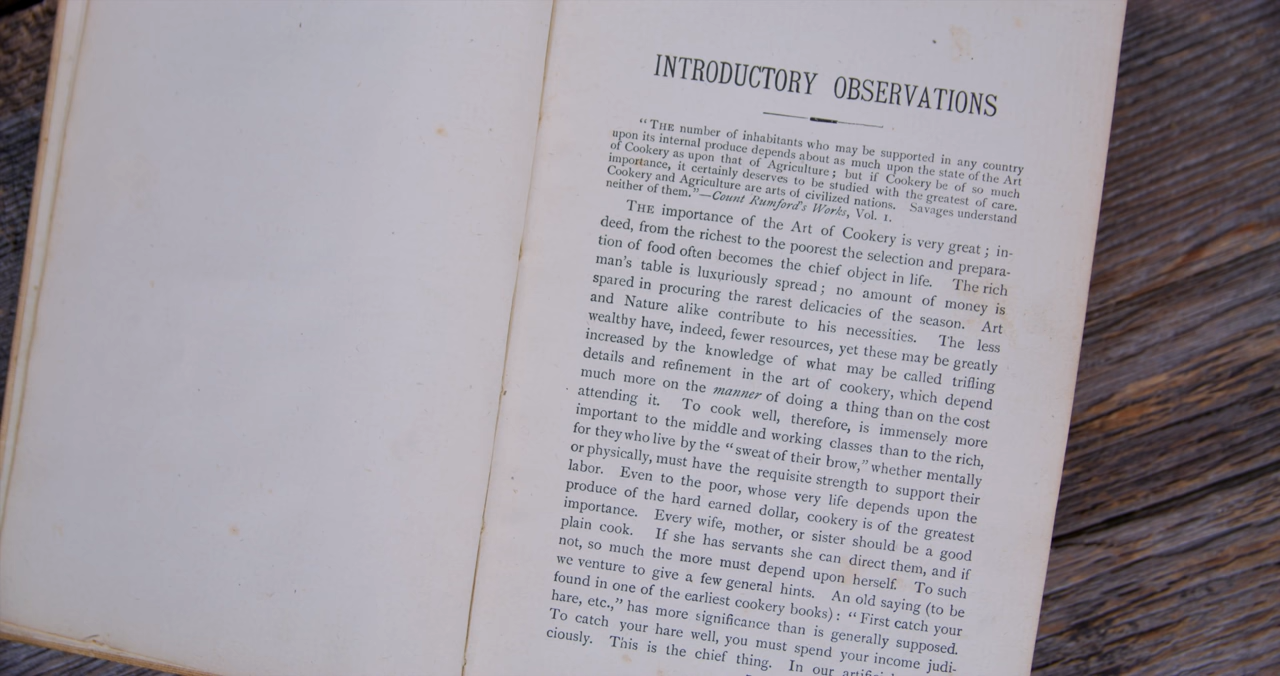 INTRODUCTORY OBSERVATIONS
“THE number of inhabitants who may be supported in any country
upon its internal produce depends about as much upon the state of the Art
of Cookery as upon that of Agriculture; but if Cookery be of so much
importance, it certainly deserves to be studied with the greatest of care.
Cookery and Agriculture are arts of civilized nations. Savages understand
neither of them.”—Count Rumford’s Works, Vol. 1.
THE importance of the Art of Cookery is very great; in-
deed, from the richest to the poorest the selection and prepara-
tion of food often becomes the chief object in life. The rich
man’s table is luxuriously spread; no amount of money is
spared in procuring the rarest delicacies of the season. Art
and Nature alike contribute to his necessities. The less
wealthy have, indeed, fewer resources, yet these may be greatly
increased by the knowledge of what may be called trifling
details and refinement in the art of cookery, which depend
much more on the manner of doing a thing than on the cost
attending it. To cook well, therefore, is immensely more
important to the middle and working classes than to the rich,
for they who live by the “sweat of their brow,” whether mentally
or physically, must have the requisite strength to support their
labor. Even to the poor, whose very life depends upon the
produce of the hard earned dollar, cookery is of the greatest
importance. Every wife, mother, or sister should be a good
plain cook. If she has servants she can direct them, and if
not, so much the more must depend upon herself. To such
we venture to give a few general hints. An old saying (to be
found in one of the earliest cookery books): “First catch your
hare, etc.,” has more significance than is generally supposed.
To catch your hare well, you must spend your income judi-
ciously. This is the chief thing. In our